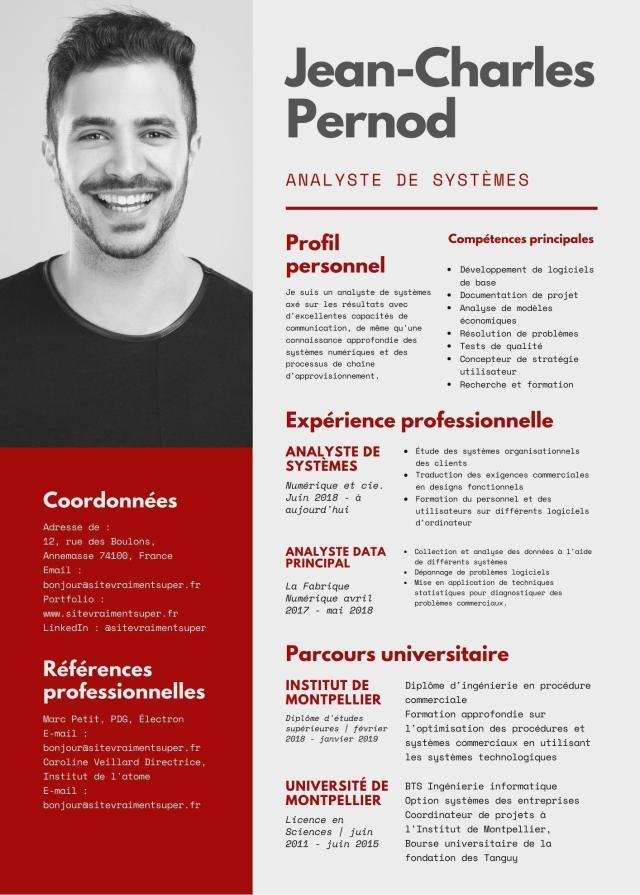 Jean-Charles
Pernod
ANALYSTE DE SYSTÈMES
Profil
personnel
Je suis un analyste de systèmes
axé sur les résultats avec
d'excellentes capacités de
communication, de même qu'une
connaissance approfondie des
systèmes numériques et des
processus de chaîne
d'approvisionnement.
Compétences principales
• Développement de logiciels
de base
• Documentation de projet
• Analyse de modèles
économiques
• Résolution de problèmes
• Tests de qualité
• Concepteur de stratégie
utilisateur
• Recherche et formation
Expérience professionnelle
ANALYSTE DE
SYSTÈMES
Numérique et cie.
Juin 2018 - à
aujourd'hui
• Étude des systèmes organisationnels
des clients
• Traduction des exigences commerciales
en designs fonctionnels
• Formation du personnel et des
utilisateurs sur différents logiciels
d'ordinateur
ANALYSTE DATA
PRINCIPAL
La Fabrique
Numérique avril
2017 - mai 2018
• Collection et analyse des données à l'aide
de différents systèmes
• Dépannage de problèmes logiciels
• Mise en application de techniques
statistiques pour diagnostiquer des
problèmes commerciaux.
Parcours universitaire
INSTITUT DE
MONTPELLIER
Diplôme d'études
supérieures | février
2018 - janvier 2019
Diplôme d'ingénierie en procédure
commerciale
Formation approfondie sur
l'optimisation des procédures et
systèmes commerciaux en utilisant
les systèmes technologiques
UNIVERSITÉ DE
MONTPELLIER
Licence en
Sciences | juin
2011 - juin 2015
BTS Ingénierie informatique
Option systèmes des entreprises
Coordinateur de projets à
l'Institut de Montpellier,
Bourse universitaire de la
fondation des Tanguy
Coordonnées
Adresse de :
12, rue des Boulons,
Annemasse 74100, France
Email :
bonjour@sitevraimentsuper.fr
Portfolio :
www.sitevraimentsuper.fr
LinkedIn : @sitevraimentsuper
Références
professionnelles
Marc Petit, PDG, Électron
E-mail :
bonjour@sitevraimentsuper.fr
Caroline Veillard Directrice,
Institut de l'atome
E-mail :
bonjour@sitevraimentsuper.fr